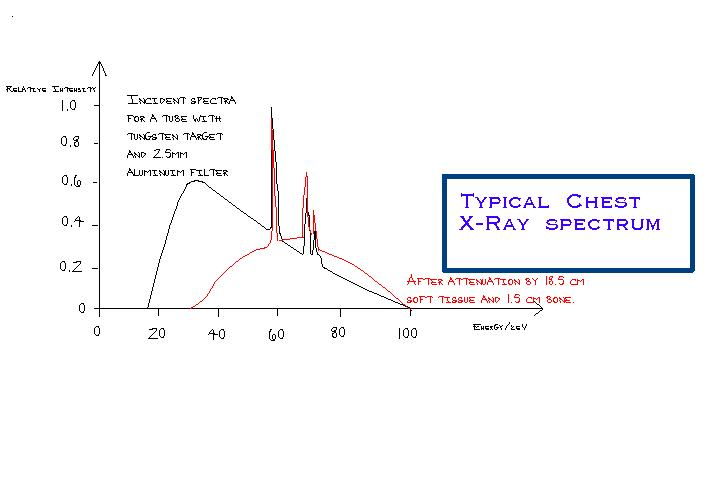 Relative Intensity
1.0
0.8
0.6
0.4
0.2
0
Incident spectra
for a tube with
tungsten target
and 2.5mm
aluminuim filter
Typical Chest
X-Ray spectrum
After attenuation by 18.5 cm
soft tissue and 1.5 cm bone.
0 20 40 60 80 100
Energy/keV